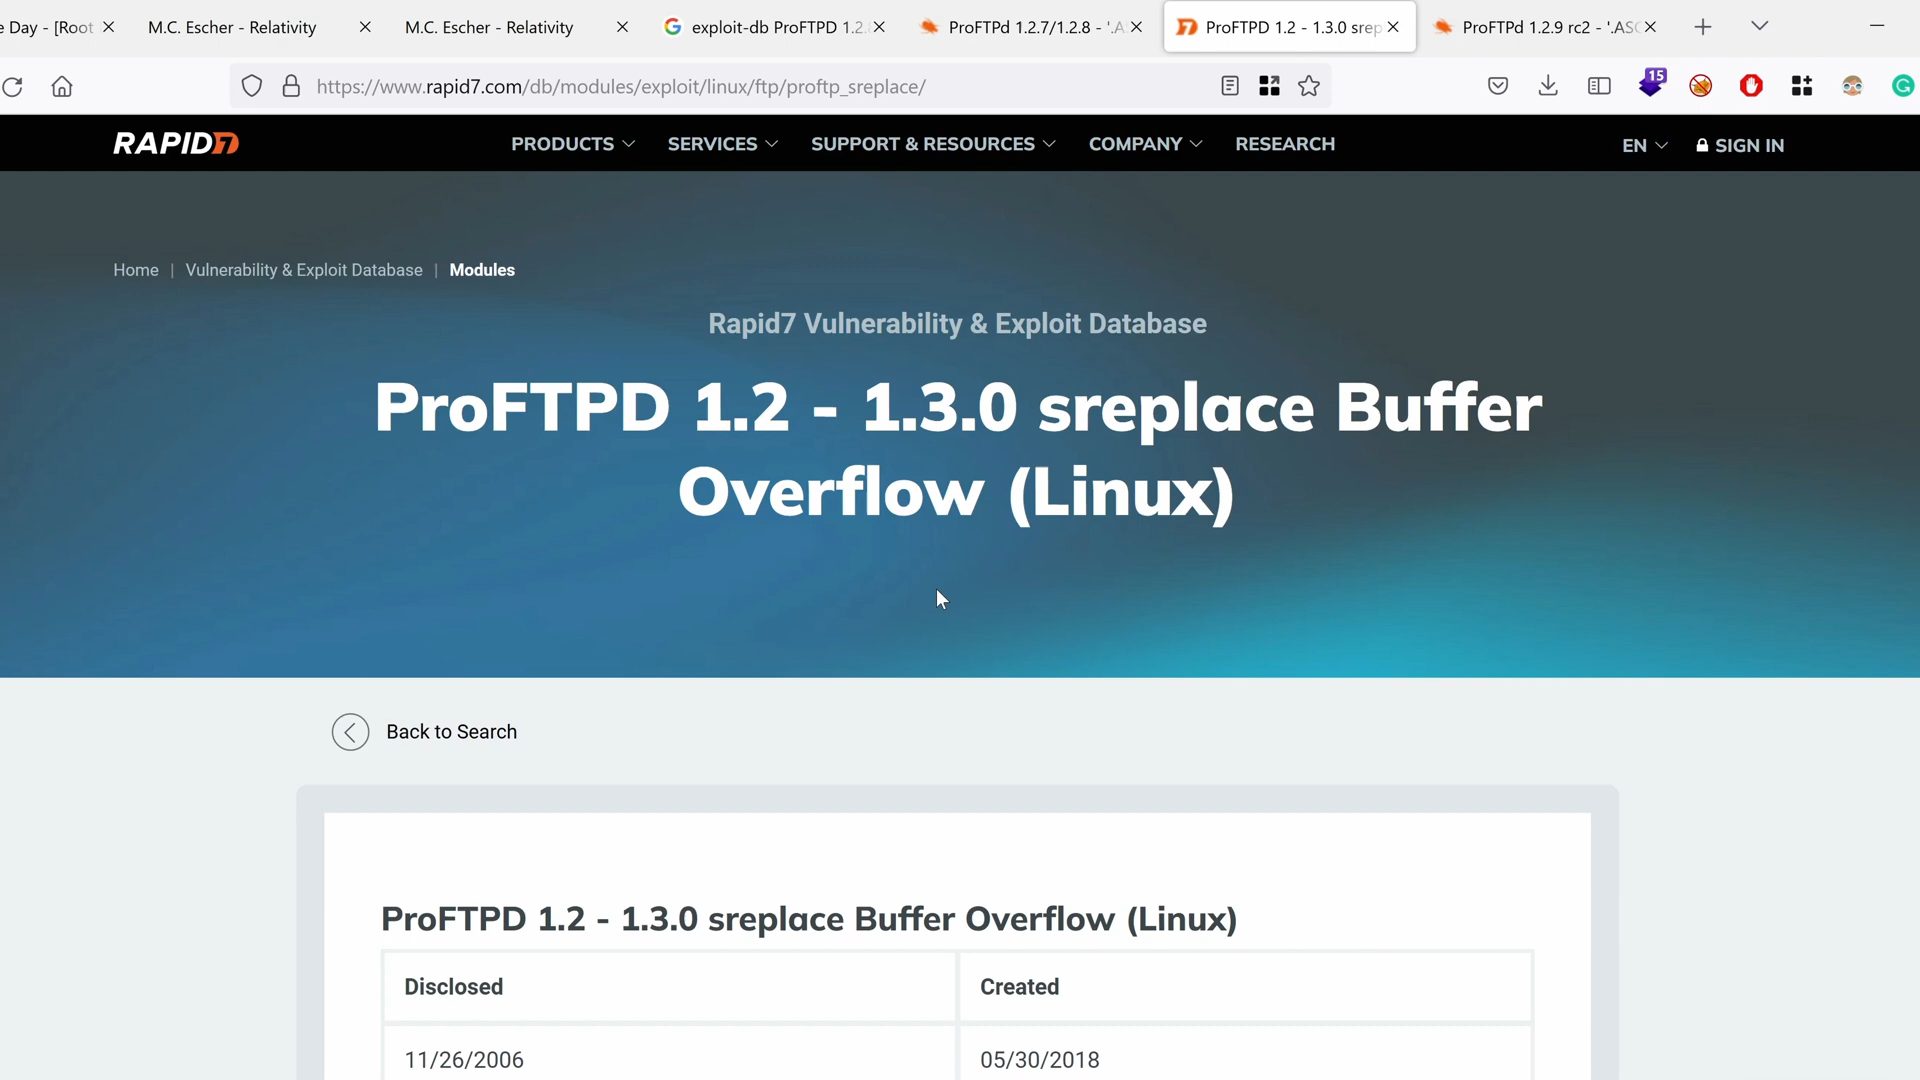 e Day - [Root
M.C. Escher - Relativity
M.C. Escher - Relativity
exploit-db ProFTPD 1.2.
ProFTPd 1.2.7/1.2.8 - '.A
ProFTPD 1.2 - 1.3.0 srep
ProFTPd 1.2.9 rc2 - '.ASC
https://www.rapid7.com/db/modules/exploit/linux/ftp/proftp_sreplace/
15
RAPID7
PRODUCTS
SERVICES
SUPPORT & RESOURCES
COMPANY
RESEARCH
EN
SIGN IN
Home | Vulnerability & Exploit Database | Modules
Rapid7 Vulnerability & Exploit Database
ProFTPD 1.2 - 1.3.0 sreplace Buffer
Overflow (Linux)
Back to Search
ProFTPD 1.2 - 1.3.0 sreplace Buffer Overflow (Linux)
Disclosed
Created
11/26/2006
05/30/2018